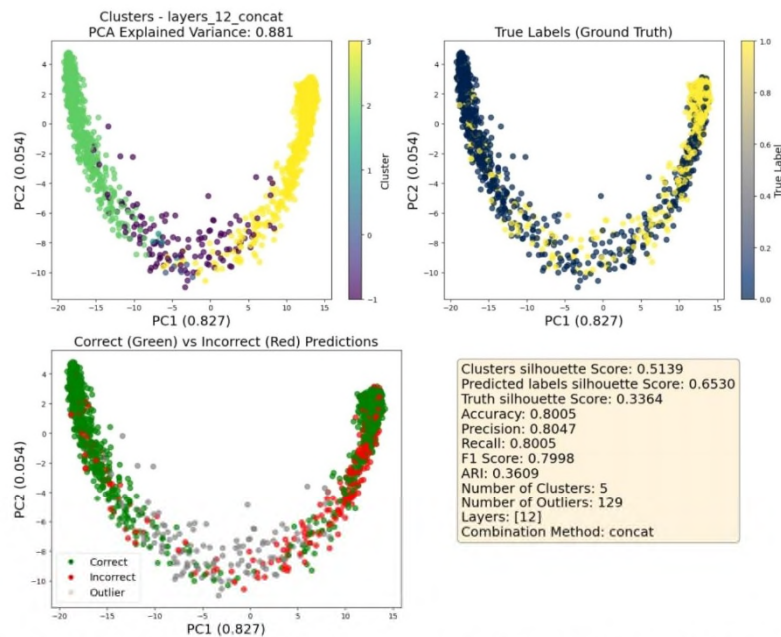 Clusters - layers_12_concat
PCA Explained Variance: 0.881
PC2 (0.054)
4
2
0
−2
−4
−6
−8
−10
−20
−15
−10
−5
0
5
10
15
PC1 (0.827)
3
2
1
0
−1
Cluster
True Labels (Ground Truth)
PC2 (0.054)
4
2
0
−2
−4
−6
−8
−10
−20
−15
−10
−5
0
5
10
15
PC1 (0.827)
1.0
0.8
0.6
0.4
0.2
0.0
True Label
Correct (Green) vs Incorrect (Red) Predictions
PC2 (0.054)
4
2
0
−2
−4
−6
−8
−10
Correct
Incorrect
Outlier
−20
−15
−10
−5
0
5
10
15
PC1 (0.827)
Clusters silhouette Score: 0.5139
Predicted labels silhouette Score: 0.6530
Truth silhouette Score: 0.3364
Accuracy: 0.8005
Precision: 0.8047
Recall: 0.8005
F1 Score: 0.7998
ARI: 0.3609
Number of Clusters: 5
Number of Outliers: 129
Layers: [12]
Combination Method: concat